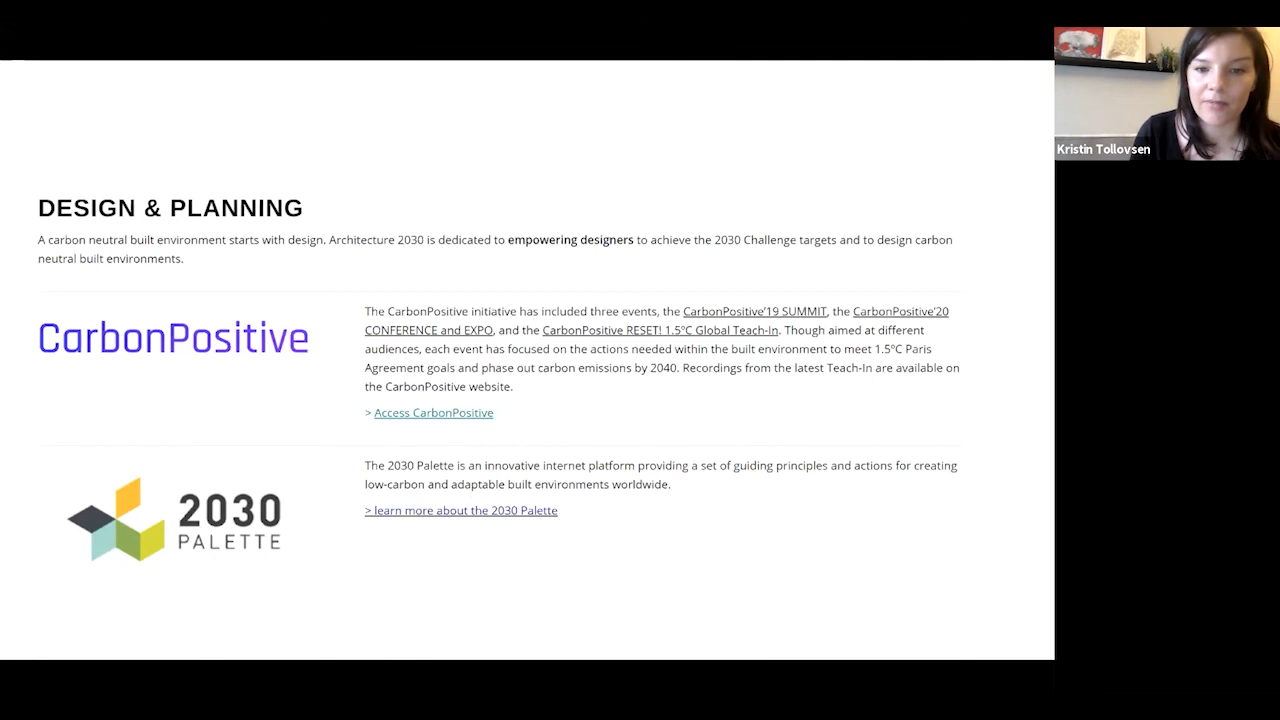 Kristin Tollovsen
DESIGN & PLANNING
A carbon neutral built environment starts with design. Architecture 2030 is dedicated to empowering designers to achieve the 2030 Challenge targets and to design carbon
neutral built environments.
CarbonPositive
The CarbonPositive initiative has included three events, the CarbonPositive'19 SUMMIT, the CarbonPositive'20
CONFERENCE and EXPO, and the CarbonPositive RESET! 1.5ºC Global Teach-In. Though aimed at different
audiences, each event has focused on the actions needed within the built environment to meet 1.5ºC Paris
Agreement goals and phase out carbon emissions by 2040. Recordings from the latest Teach-In are available on
the CarbonPositive website.
> Access CarbonPositive
2030
PALETTE
The 2030 Palette is an innovative internet platform providing a set of guiding principles and actions for creating
low-carbon and adaptable built environments worldwide.
> learn more about the 2030 Palette